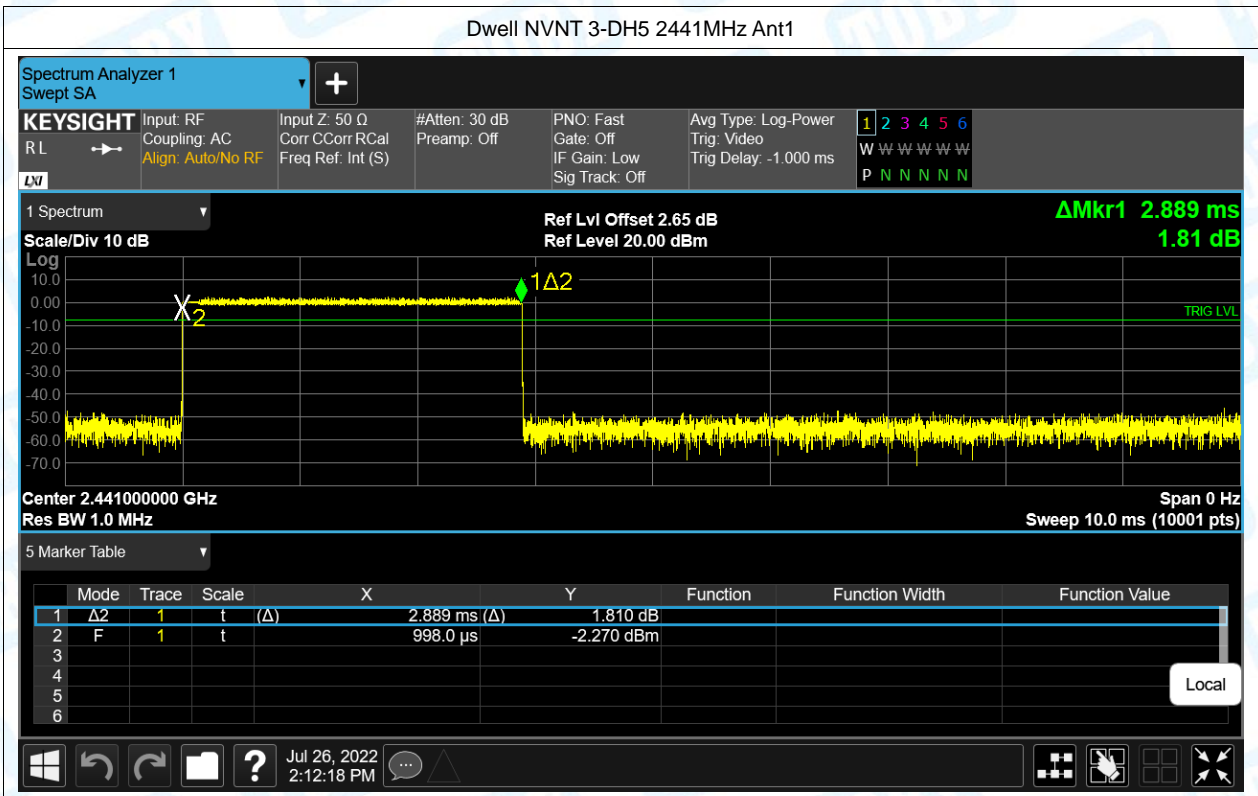 Dwell NVNT 3-DH5 2441MHz Ant1
Spectrum Analyzer 1
Swept SA
KEYSIGHT
R L
LXI
Input: RF
Coupling: AC
Align: Auto/No RF
Input Z: 50 Ω
Corr CCorr RCal
Freq Ref: Int (S)
#Atten: 30 dB
Preamp: Off
PNO: Fast
Gate: Off
IF Gain: Low
Sig Track: Off
Avg Type: Log-Power
Trig: Video
Trig Delay: -1.000 ms
1 2 3 4 5 6
W W W W W W
P N N N N N
1 Spectrum
Scale/Div 10 dB
Ref Lvl Offset 2.65 dB
Ref Level 20.00 dBm
ΔMkr1 2.889 ms
1.81 dB
Log
10.0
0.00
-10.0
-20.0
-30.0
-40.0
-50.0
-60.0
-70.0
1Δ2
2
TRIG LVL
Center 2.441000000 GHz
Res BW 1.0 MHz
Span 0 Hz
Sweep 10.0 ms (10001 pts)
5 Marker Table
Mode Trace Scale X Y Function Function Width Function Value
1 Δ2 1 t (Δ) 2.889 ms (Δ) 1.810 dB
2 F 1 t 998.0 µs -2.270 dBm
3
4
5
6
Local
?
Jul 26, 2022
2:12:18 PM